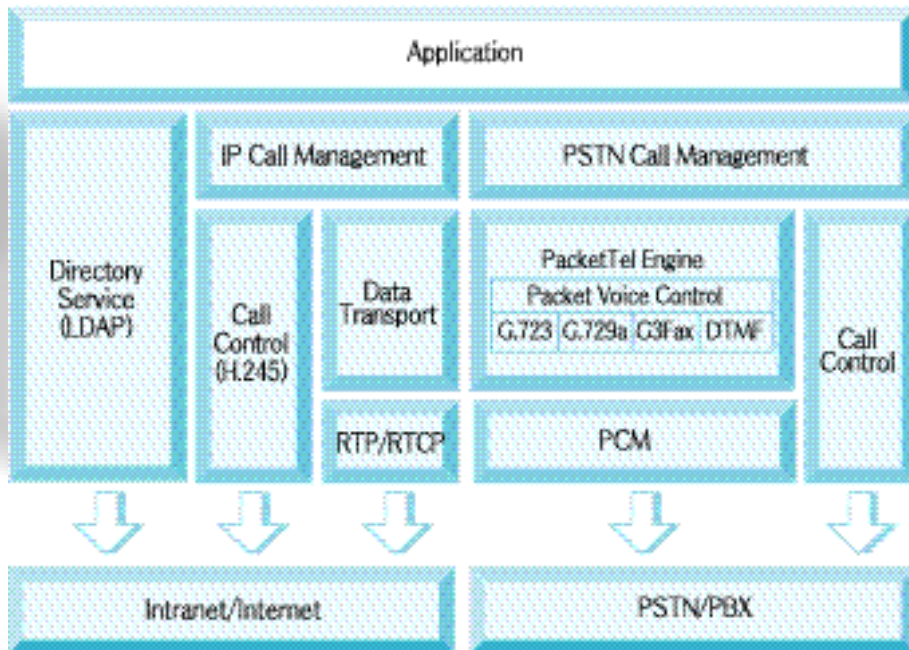 Application
IP Call Management
PSTN Call Management
Directory
Service
(LDAP)
Call
Control
(H.245)
Data
Transport
PacketTel Engine
Packet Voice Control
G.723 G.729a G3Fax DTMF
Call
Control
RTP/RTCP
PCM
Intranet/Internet
PSTN/PBX